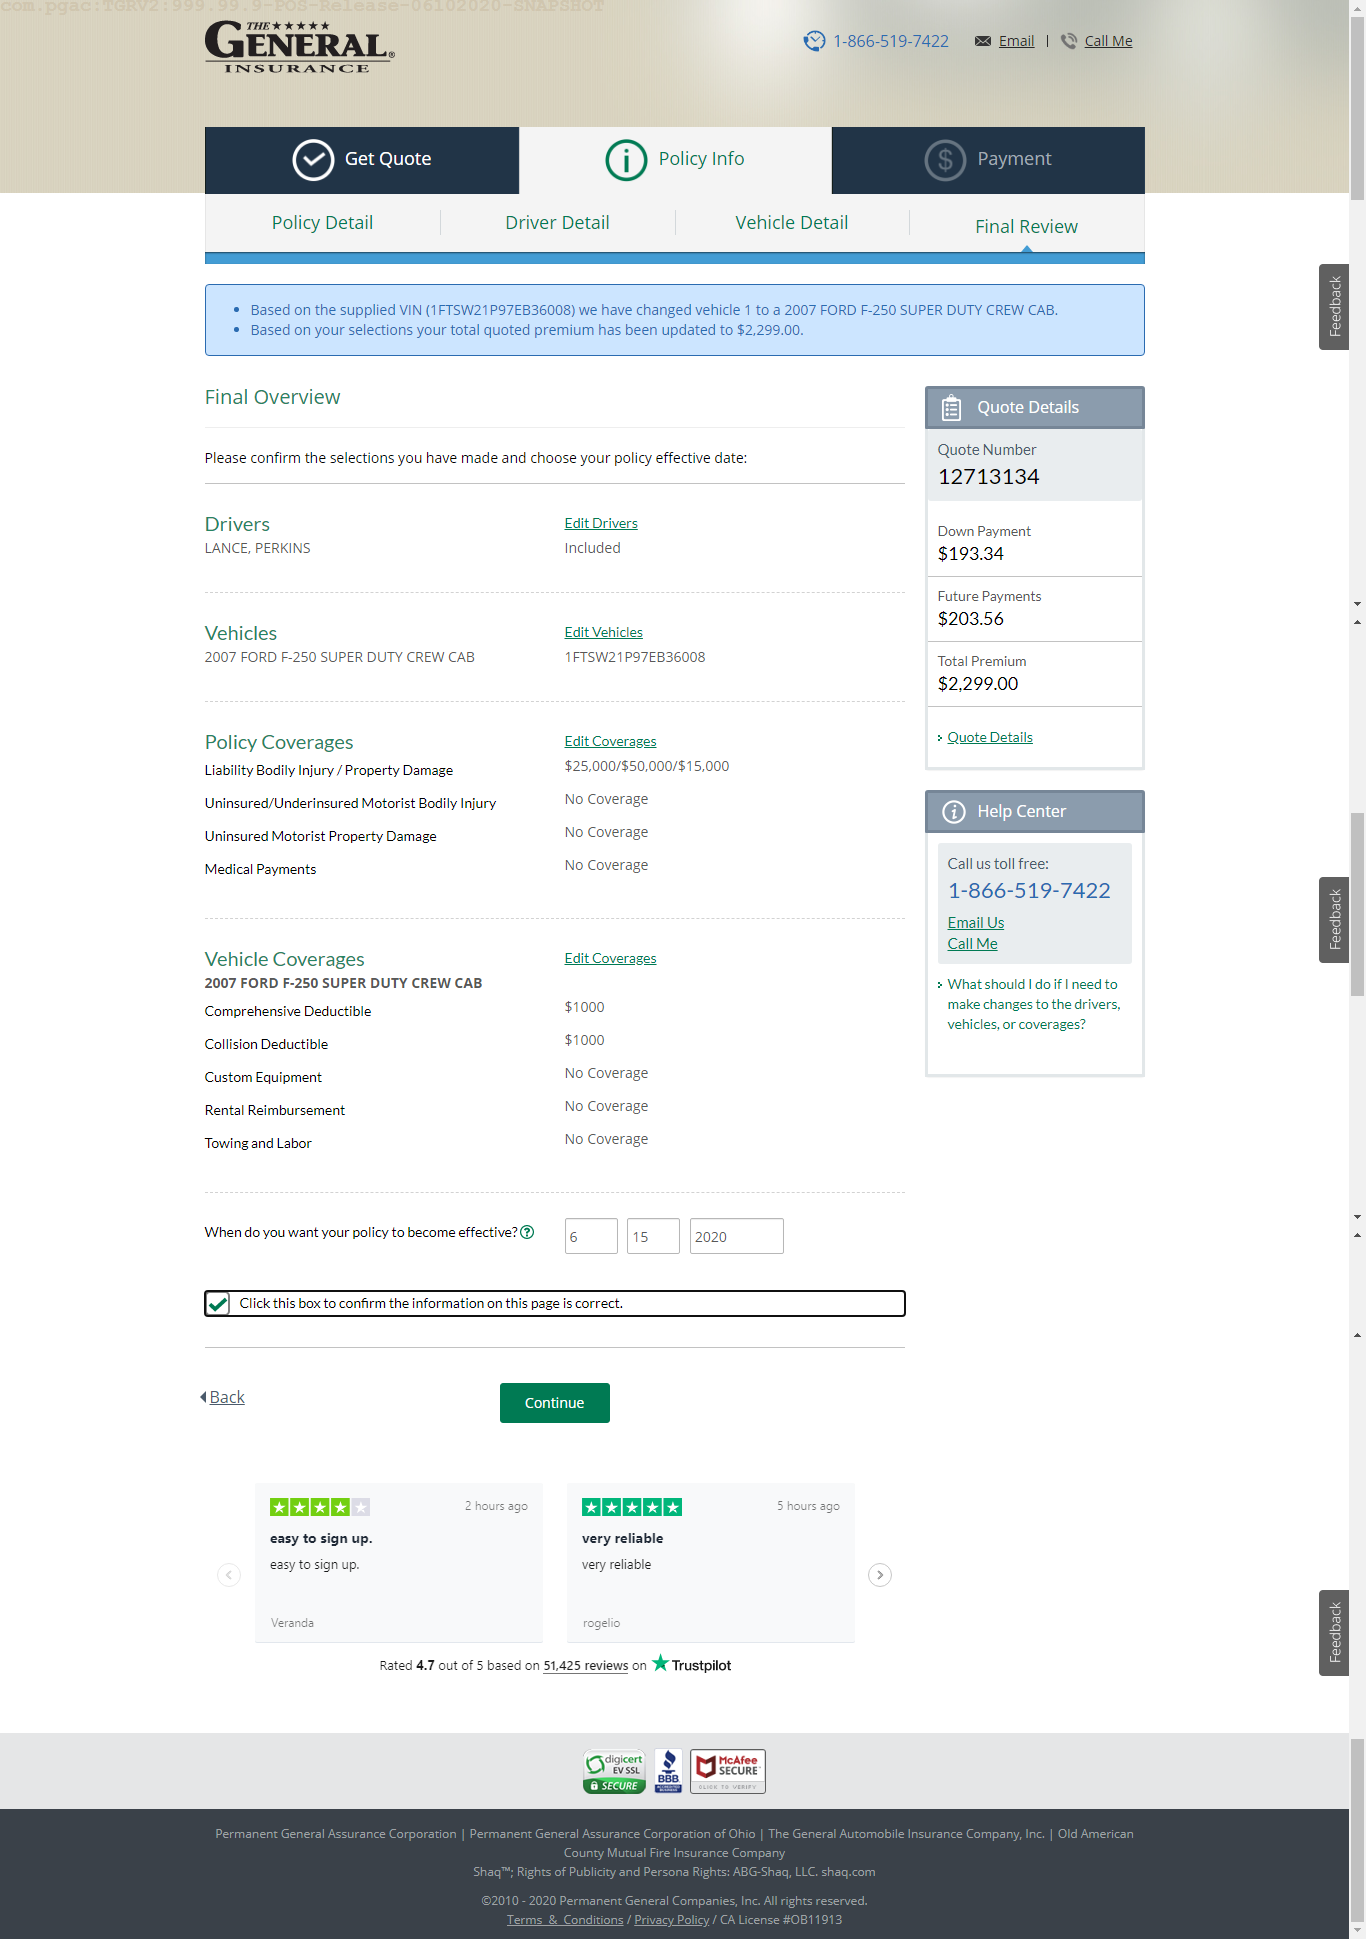 com.pgac:TGRV2:999.99.9-POS-Release-06102020-SNAPSHOT
THE ★★★★★
GENERAL®
INSURANCE
1-866-519-7422 Email | Call Me
Get Quote Policy Info Payment
Policy Detail Driver Detail Vehicle Detail Final Review
• Based on the supplied VIN (1FTSW21P97EB36008) we have changed vehicle 1 to a 2007 FORD F-250 SUPER DUTY CREW CAB.
• Based on your selections your total quoted premium has been updated to $2,299.00.
Feedback
Final Overview
Please confirm the selections you have made and choose your policy effective date:
Drivers Edit Drivers
LANCE, PERKINS Included
Vehicles Edit Vehicles
2007 FORD F-250 SUPER DUTY CREW CAB 1FTSW21P97EB36008
Policy Coverages Edit Coverages
Liability Bodily Injury / Property Damage $25,000/$50,000/$15,000
Uninsured/Underinsured Motorist Bodily Injury No Coverage
Uninsured Motorist Property Damage No Coverage
Medical Payments No Coverage
Vehicle Coverages Edit Coverages
2007 FORD F-250 SUPER DUTY CREW CAB
Comprehensive Deductible $1000
Collision Deductible $1000
Custom Equipment No Coverage
Rental Reimbursement No Coverage
Towing and Labor No Coverage
When do you want your policy to become effective? 6 15 2020
Click this box to confirm the information on this page is correct.
Back Continue
Quote Details
Quote Number
12713134
Down Payment
$193.34
Future Payments
$203.56
Total Premium
$2,299.00
Quote Details
Help Center
Call us toll free:
1-866-519-7422
Email Us
Call Me
What should I do if I need to
make changes to the drivers,
vehicles, or coverages?
Feedback
2 hours ago
easy to sign up.
easy to sign up.
Veranda
5 hours ago
very reliable
very reliable
rogelio
Rated 4.7 out of 5 based on 51,425 reviews on Trustpilot
Feedback
digicert
EV SSL
SECURE
BBB
ACCREDITED
BUSINESS
McAfee
SECURE
CLICK TO VERIFY
Permanent General Assurance Corporation | Permanent General Assurance Corporation of Ohio | The General Automobile Insurance Company, Inc. | Old American
County Mutual Fire Insurance Company
Shaq™; Rights of Publicity and Persona Rights: ABG-Shaq, LLC. shaq.com
©2010 - 2020 Permanent General Companies, Inc. All rights reserved.
Terms & Conditions / Privacy Policy / CA License #OB11913